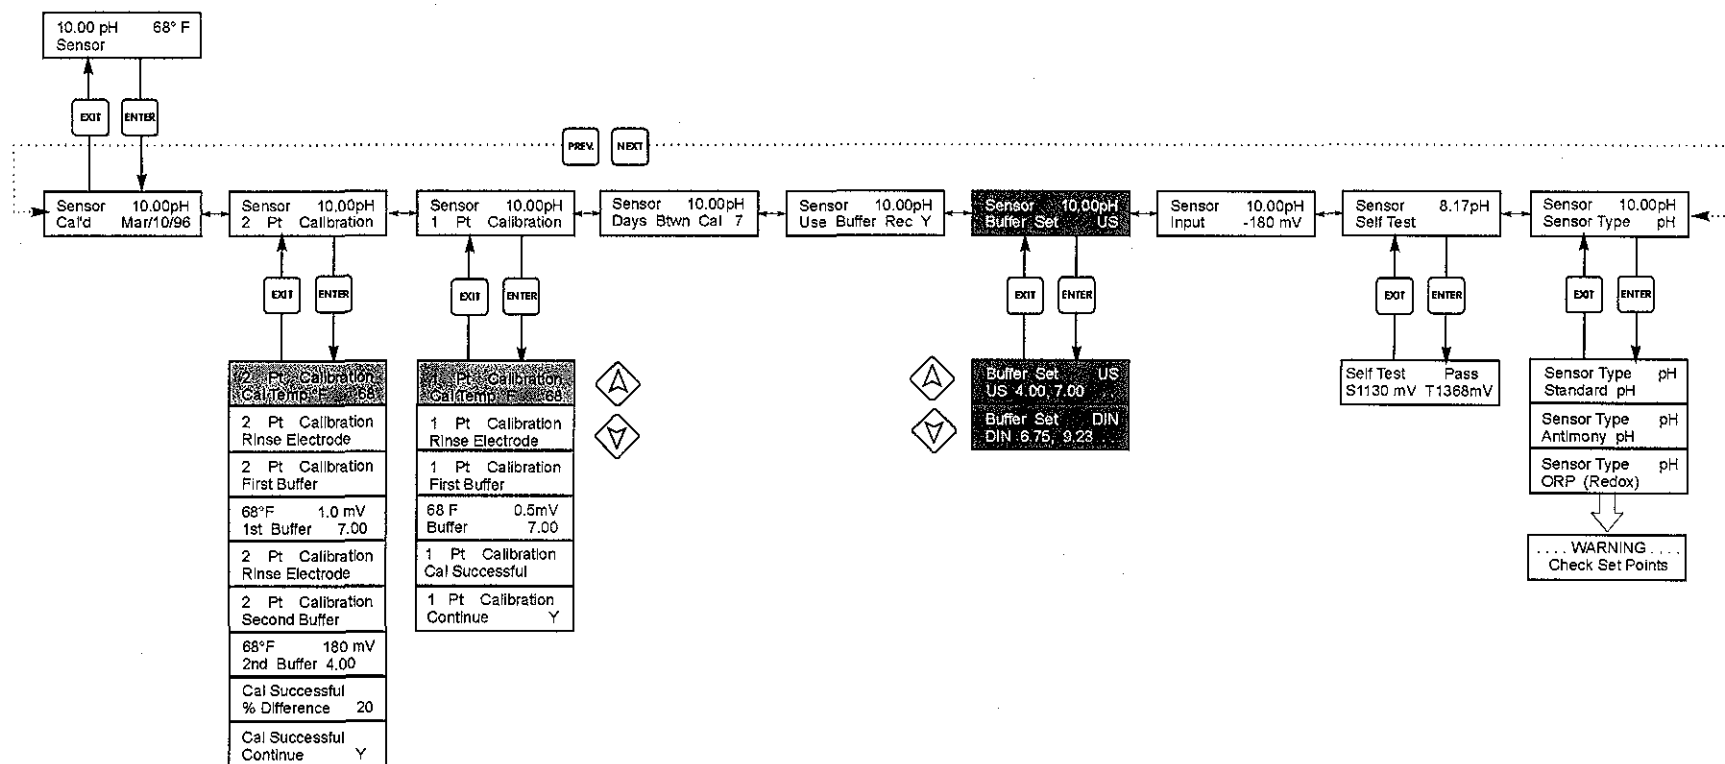 10.00 pH 68° F
Sensor
EXIT ENTER
PREV. NEXT
Sensor 10.00pH
Cal'd Mar/10/96
Sensor 10.00pH
2 Pt Calibration
Sensor 10.00pH
1 Pt Calibration
Sensor 10.00pH
Days Btwn Cal 7
Sensor 10.00pH
Use Buffer Rec Y
Sensor 10.00pH
Buffer Set US
Sensor 10.00pH
Input -180 mV
Sensor 8.17pH
Self Test
Sensor 10.00pH
Sensor Type pH
EXIT ENTER
EXIT ENTER
EXIT ENTER
EXIT ENTER
EXIT ENTER
2 Pt Calibration
Cal Temp F 68
2 Pt Calibration
Rinse Electrode
2 Pt Calibration
First Buffer
68°F 1.0 mV
1st Buffer 7.00
2 Pt Calibration
Rinse Electrode
2 Pt Calibration
Second Buffer
68°F 180 mV
2nd Buffer 4.00
Cal Successful
% Difference 20
Cal Successful
Continue Y
1 Pt Calibration
Cal Temp F 68
1 Pt Calibration
Rinse Electrode
1 Pt Calibration
First Buffer
68 F 0.5mV
Buffer 7.00
1 Pt Calibration
Cal Successful
1 Pt Calibration
Continue Y
Buffer Set US
US 4.00, 7.00
Buffer Set DIN
DIN 6.75, 9.23
Self Test Pass
S1130 mV T1368mV
Sensor Type pH
Standard pH
Sensor Type pH
Antimony pH
Sensor Type pH
ORP (Redox)
. . . . WARNING . . . .
Check Set Points